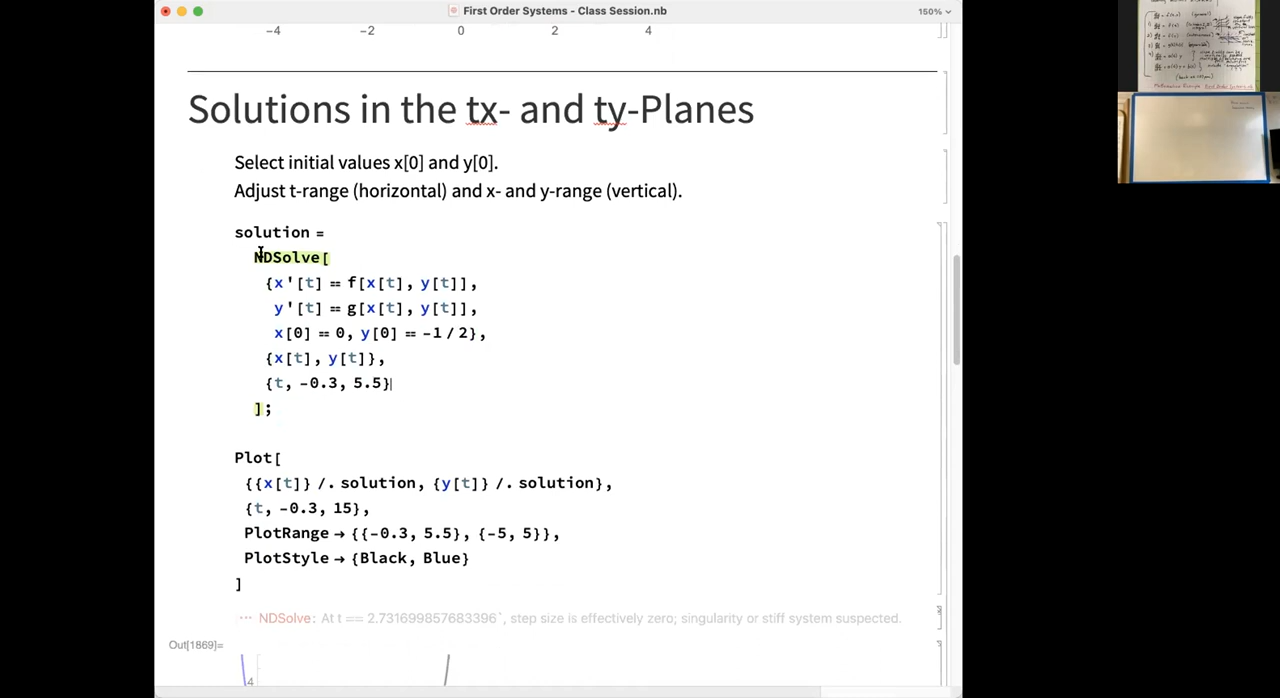 First Order Systems - Class Session.nb
150%
-4 -2 0 2 4
Solutions in the tx- and ty-Planes
Select initial values x[0] and y[0].
Adjust t-range (horizontal) and x- and y-range (vertical).
solution =
NDSolve[
{x'[t] == f[x[t], y[t]],
y'[t] == g[x[t], y[t]],
x[0] == 0, y[0] == -1/2},
{x[t], y[t]},
{t, -0.3, 5.5}
];
Plot[
{{x[t]} /. solution, {y[t]} /. solution},
{t, -0.3, 15},
PlotRange → {{-0.3, 5.5}, {-5, 5}},
PlotStyle → {Black, Blue}
]
··· NDSolve: At t == 2.731699857683396`, step size is effectively zero; singularity or stiff system suspected.
Out[1869]=
4